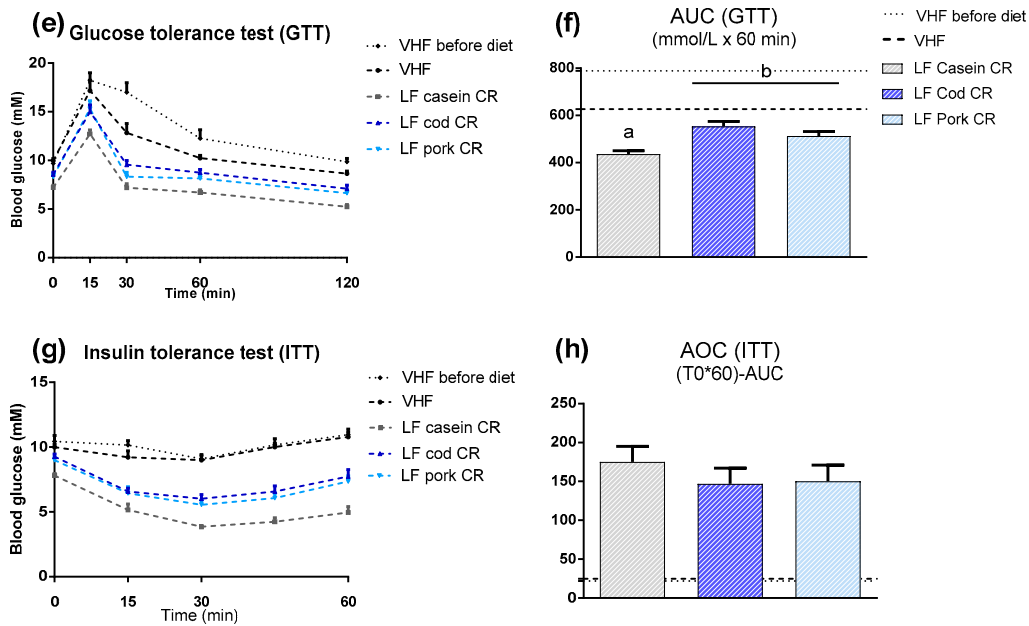 (e)
Glucose tolerance test (GTT)
Blood glucose (mM)
20
15
10
5
0
0 15 30 60 120
Time (min)
VHF before diet
VHF
LF casein CR
LF cod CR
LF pork CR
(f)
AUC (GTT)
(mmol/L x 60 min)
800
600
400
200
0
a
b
VHF before diet
VHF
LF Casein CR
LF Cod CR
LF Pork CR
(g)
Insulin tolerance test (ITT)
Blood glucose (mM)
15
10
5
0
0 15 30 60
Time (min)
VHF before diet
VHF
LF casein CR
LF cod CR
LF pork CR
(h)
AOC (ITT)
(T0*60)-AUC
250
200
150
100
50
0